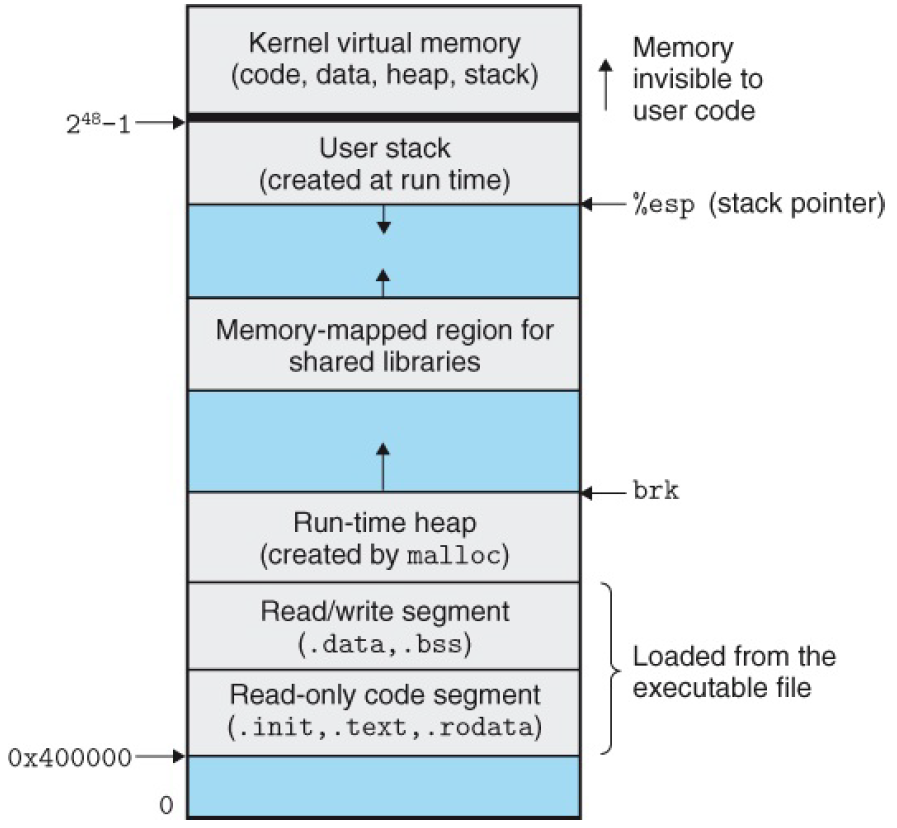 Kernel virtual memory
(code, data, heap, stack)
Memory
invisible to
user code
2⁴⁸−1
User stack
(created at run time)
%esp (stack pointer)
Memory-mapped region for
shared libraries
brk
Run-time heap
(created by malloc)
Read/write segment
(.data,.bss)
Read-only code segment
(.init,.text,.rodata)
Loaded from the
executable file
0x400000
0